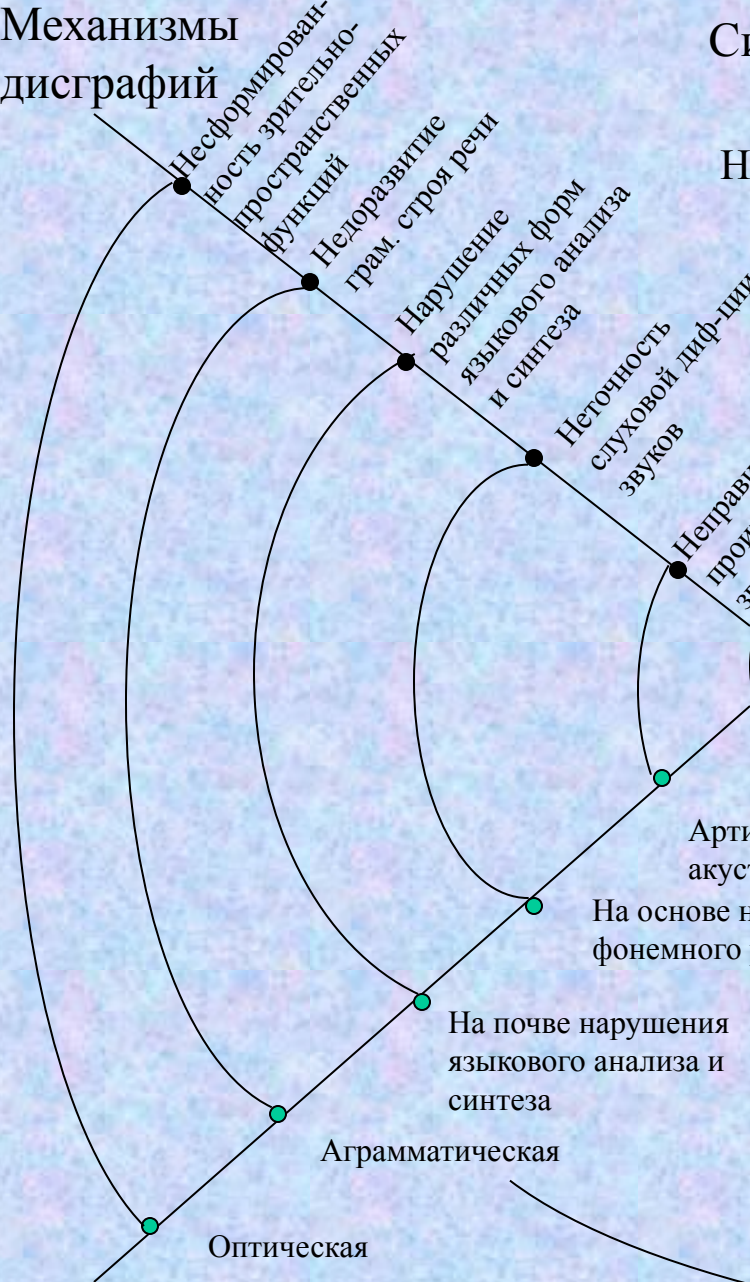 Механизмы
дисграфий
Несформирован-
ность зрительно-
пространственных
функций
Недоразвитие
грам. строя речи
Нарушение
различных форм
языкового анализа
и синтеза
Неточность
слуховой диф-ции
звуков
На основе
фонемного
На почве нарушения
языкового анализа и
синтеза
Аграмматическая
Оптическая